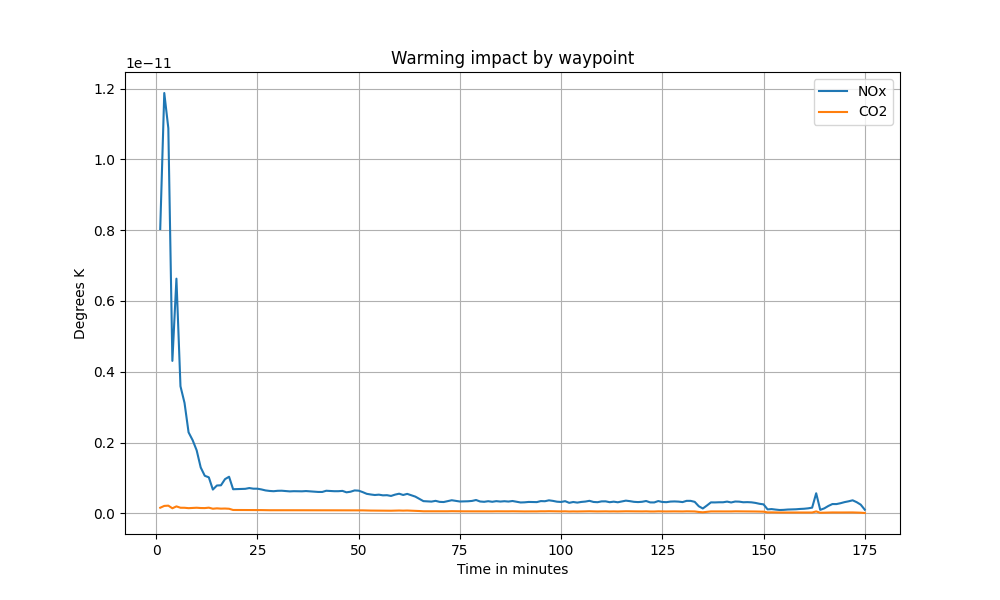 Warming impact by waypoint
1e−11
1.2
1.0
0.8
0.6
0.4
0.2
0.0
Degrees K
NOx
CO2
0 25 50 75 100 125 150 175
Time in minutes